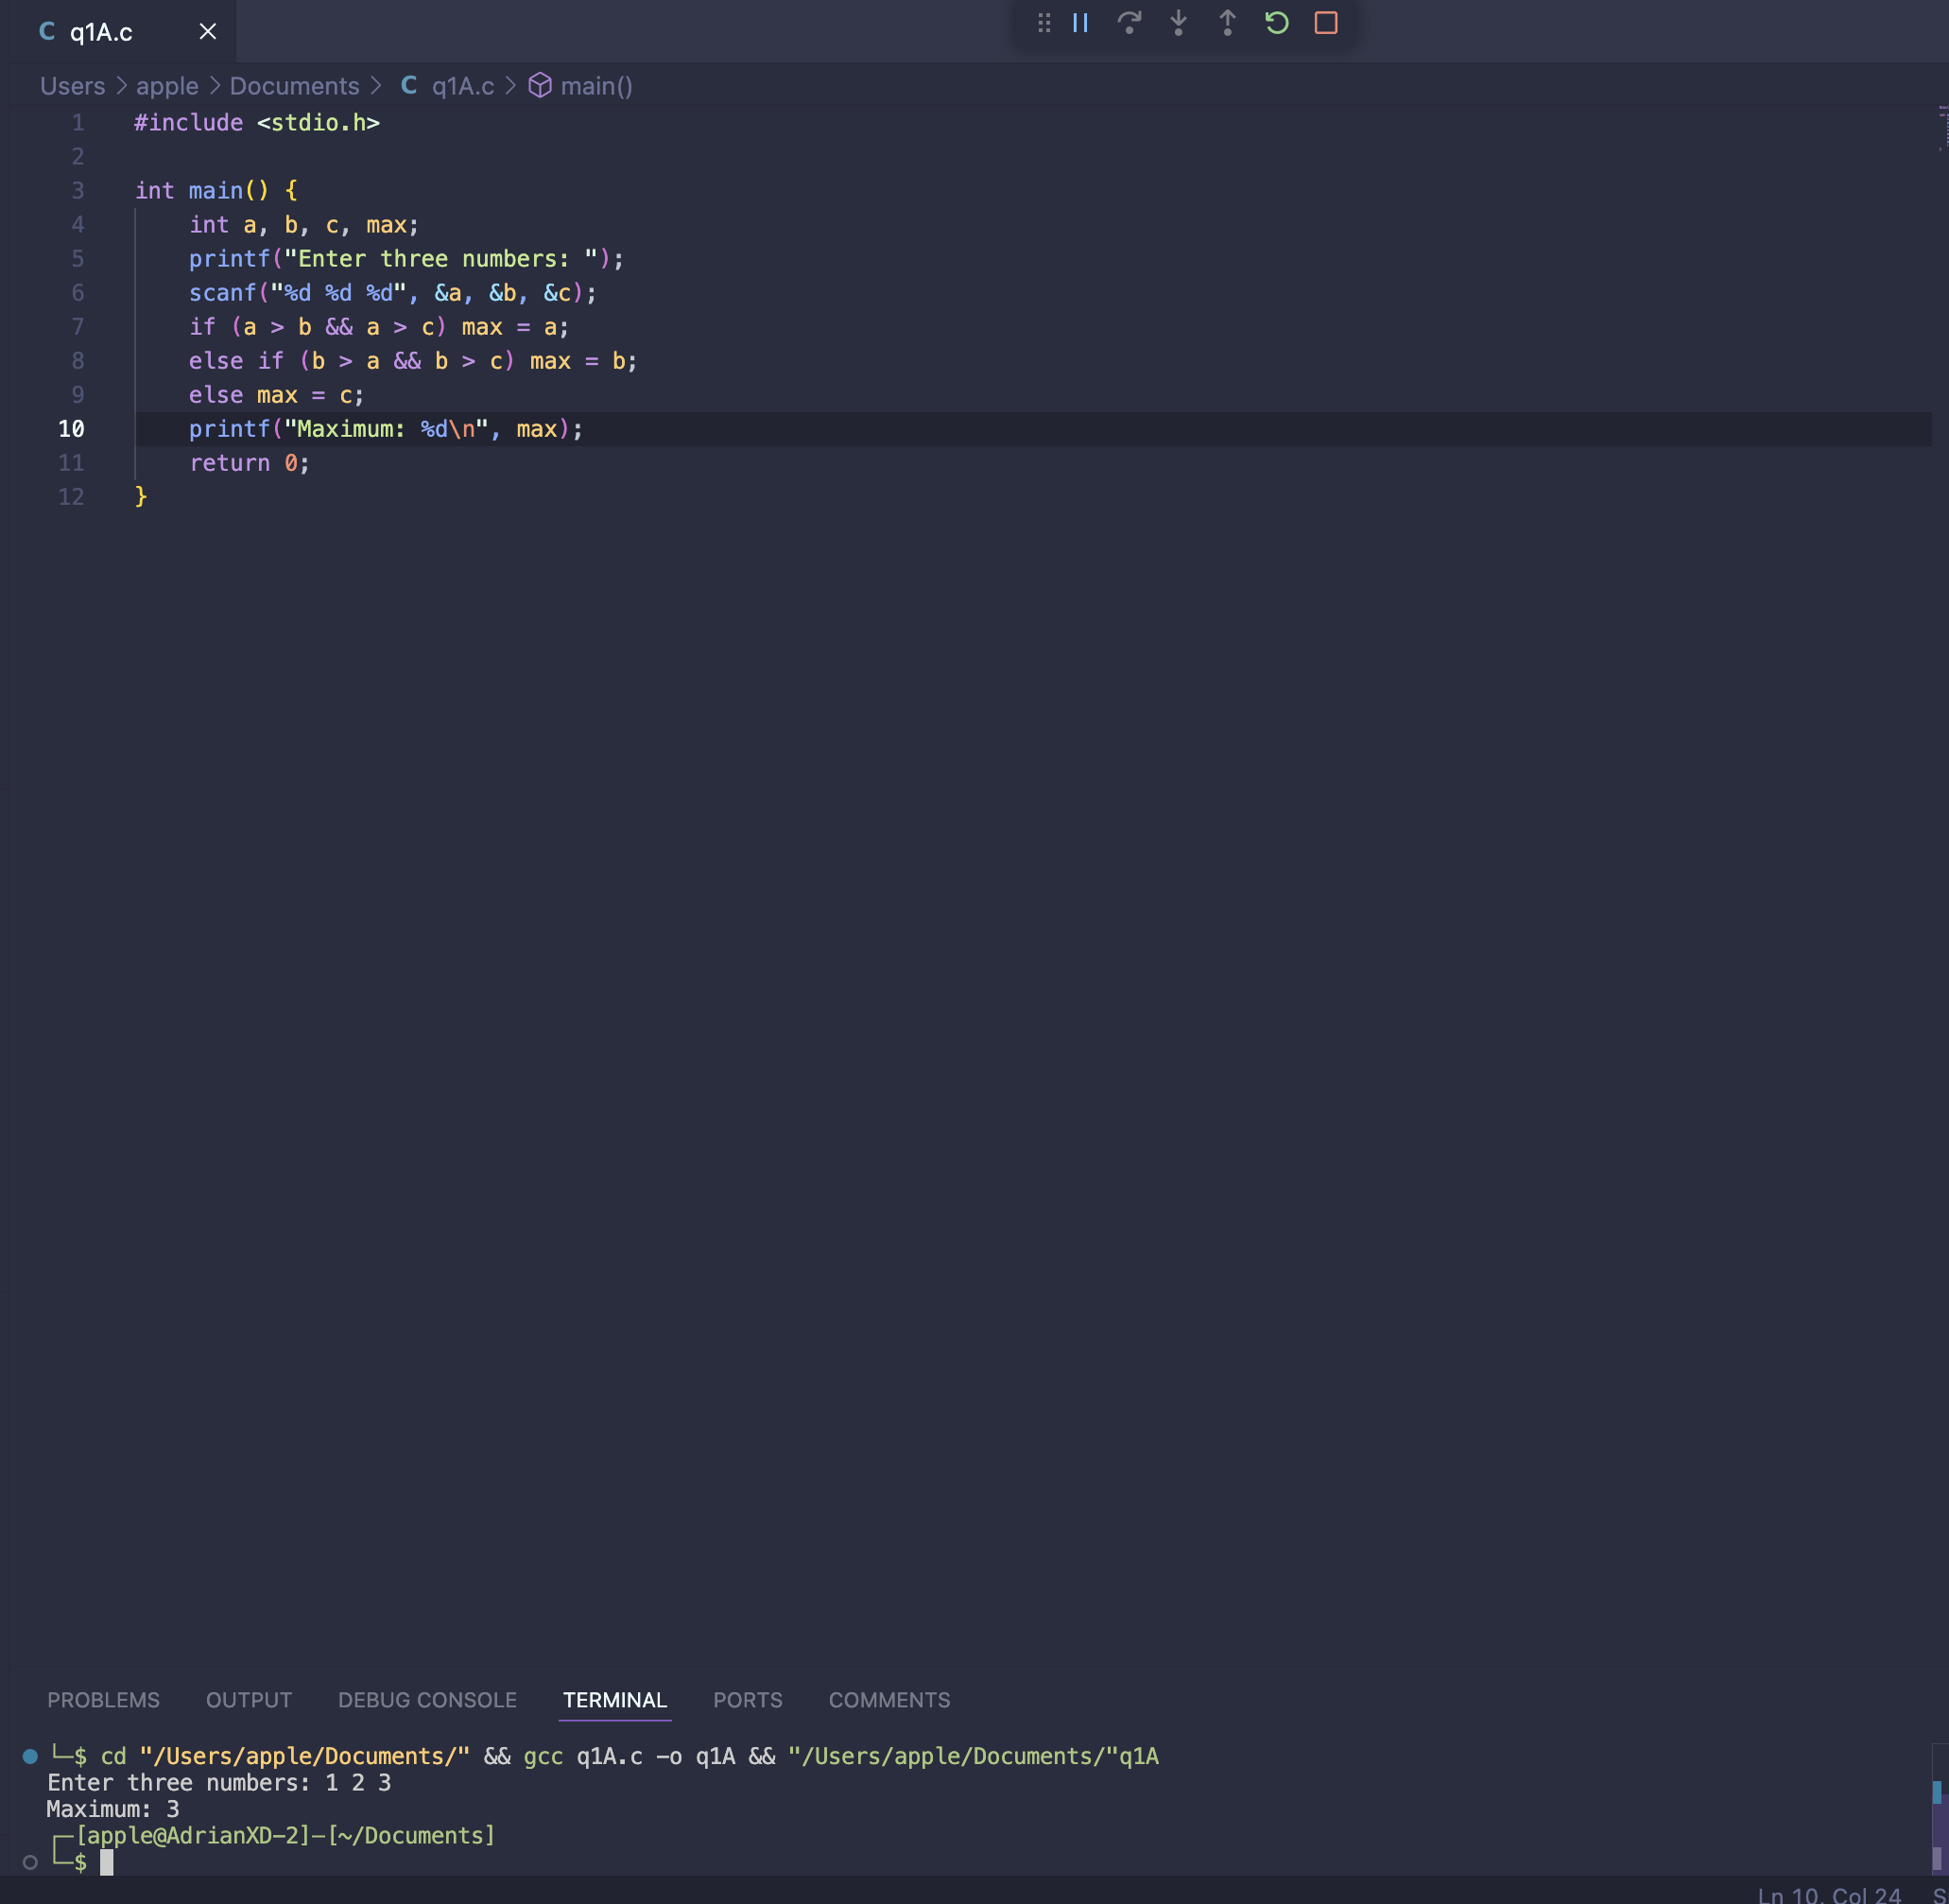 C q1A.c
Users > apple > Documents > C q1A.c > main()
1 #include <stdio.h>
2
3 int main() {
4     int a, b, c, max;
5     printf("Enter three numbers: ");
6     scanf("%d %d %d", &a, &b, &c);
7     if (a > b && a > c) max = a;
8     else if (b > a && b > c) max = b;
9     else max = c;
10     printf("Maximum: %d\n", max);
11     return 0;
12 }
PROBLEMS OUTPUT DEBUG CONSOLE TERMINAL PORTS COMMENTS
└─$ cd "/Users/apple/Documents/" && gcc q1A.c -o q1A && "/Users/apple/Documents/"q1A
Enter three numbers: 1 2 3
Maximum: 3
┌─[apple@AdrianXD-2]-[~/Documents]
└─$
Ln 10, Col 24 S